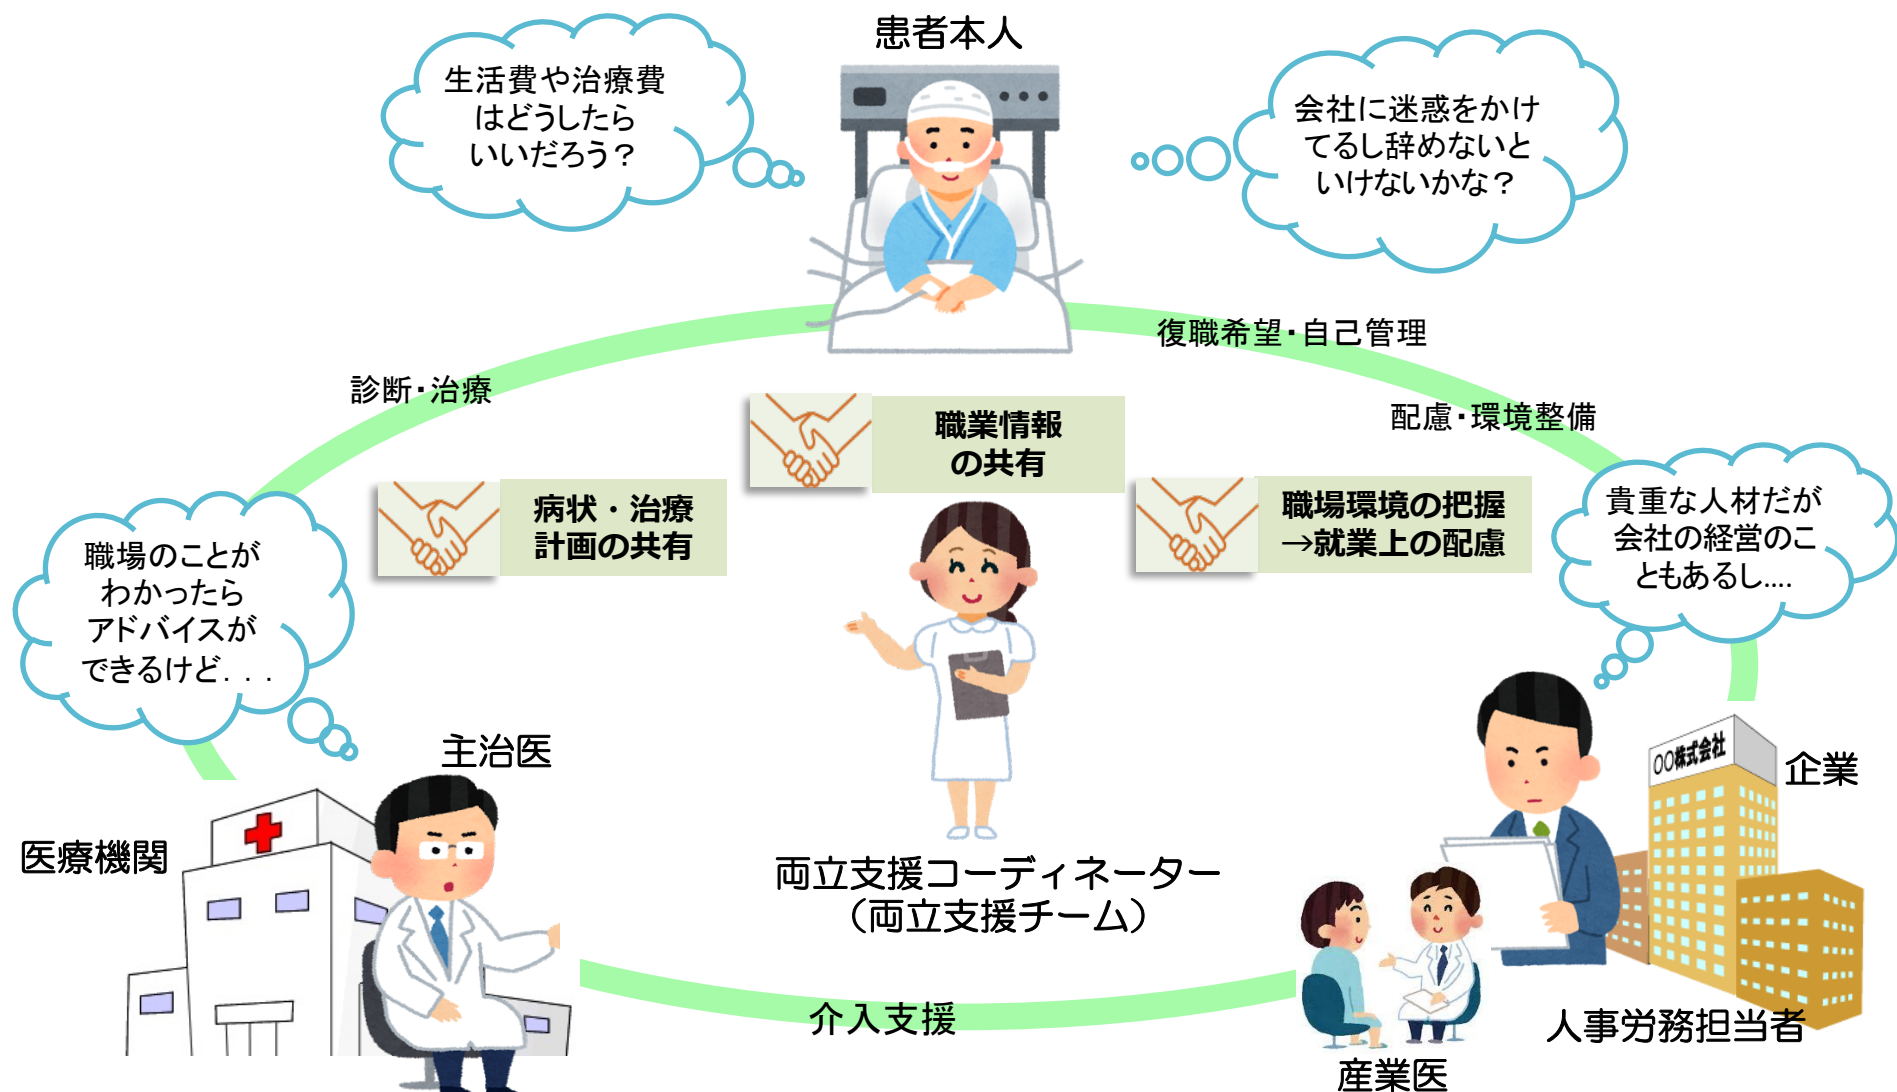 患者本人
生活費や治療費
はどうしたら
いいだろう？
会社に迷惑をかけ
てるし辞めないと
いけないかな？
復職希望・自己管理
診断・治療
配慮・環境整備
職業情報
の共有
病状・治療
計画の共有
職場環境の把握
→就業上の配慮
貴重な人材だが
会社の経営のこ
ともあるし....
職場のことが
わかったら
アドバイスが
できるけど．．．
主治医
〇〇株式会社
企業
医療機関
両立支援コーディネーター
（両立支援チーム）
介入支援
人事労務担当者
産業医